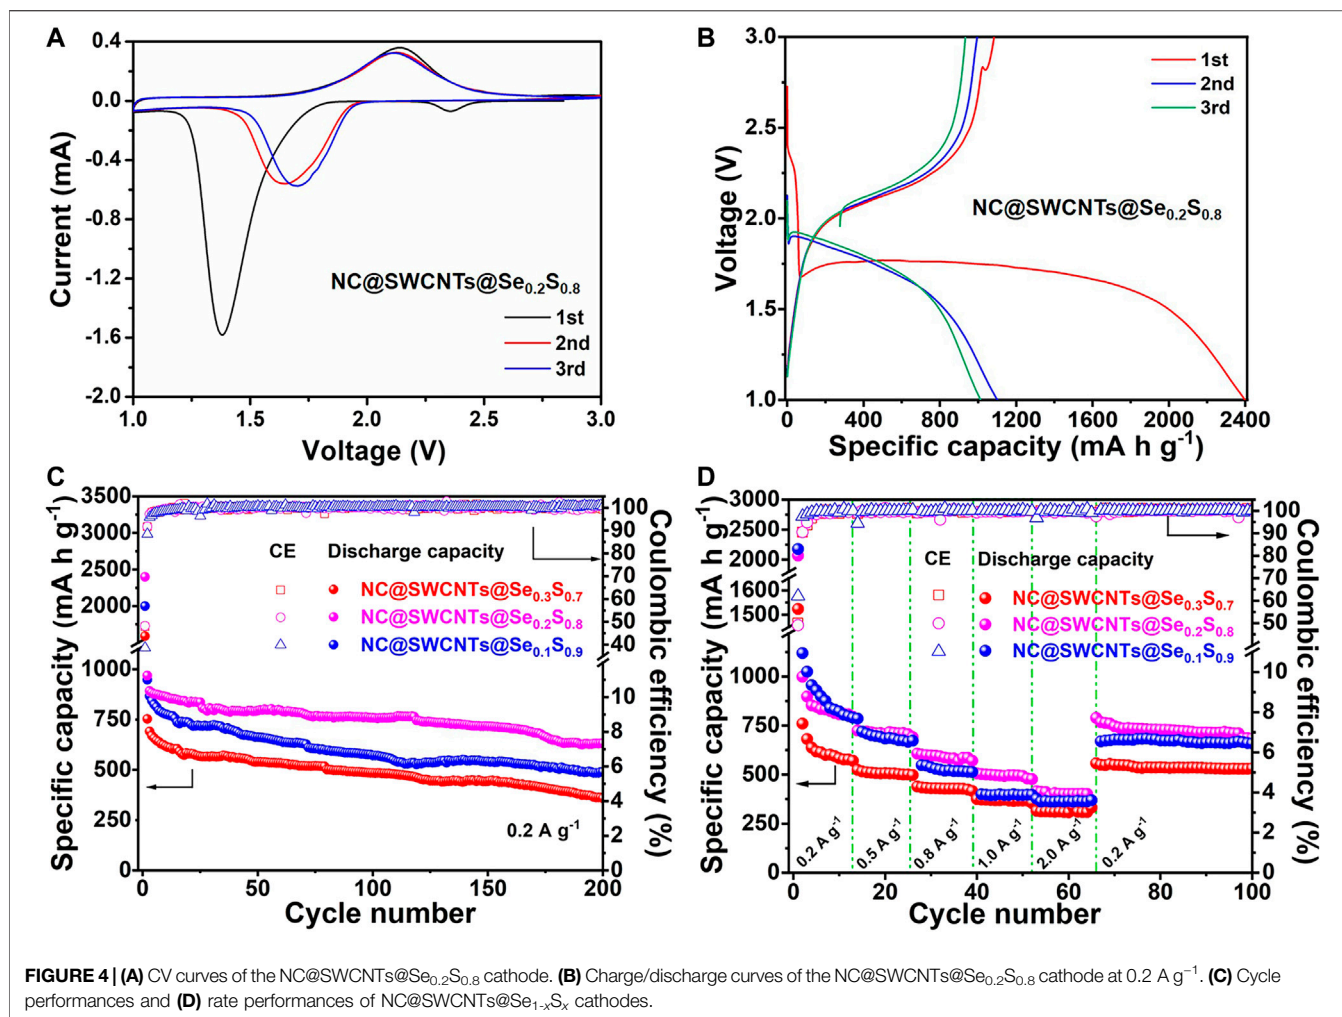 A
0.4
0.0
-0.4
-0.8
-1.2
-1.6
-2.0
Current (mA)
NC@SWCNTs@Se0.2S0.8
1st
2nd
3rd
1.0 1.5 2.0 2.5 3.0
Voltage (V)
B
3.0
2.5
2.0
1.5
1.0
Voltage (V)
1st
2nd
3rd
NC@SWCNTs@Se0.2S0.8
0 400 800 1200 1600 2000 2400
Specific capacity (mA h g-1)
C
3500
3250
3000
2000
1750
1000
750
500
250
0
Specific capacity (mA h g-1)
CE Discharge capacity
NC@SWCNTs@Se0.3S0.7
NC@SWCNTs@Se0.2S0.8
NC@SWCNTs@Se0.1S0.9
0.2 A g-1
100
90
80
70
60
50
40
10
8
6
4
2
0
Coulombic efficiency (%)
0 50 100 150 200
Cycle number
D
3000
2750
2500
2000
1600
1500
1000
750
500
250
0
Specific capacity (mA h g-1)
CE Discharge capacity
NC@SWCNTs@Se0.3S0.7
NC@SWCNTs@Se0.2S0.8
NC@SWCNTs@Se0.1S0.9
0.2 A g-1
0.5 A g-1
0.8 A g-1
1.0 A g-1
2.0 A g-1
0.2 A g-1
100
90
80
70
60
50
10
8
6
4
2
0
Coulombic efficiency (%)
0 20 40 60 80 100
Cycle number
FIGURE 4 | (A) CV curves of the NC@SWCNTs@Se0.2S0.8 cathode. (B) Charge/discharge curves of the NC@SWCNTs@Se0.2S0.8 cathode at 0.2 A g−1. (C) Cycle
performances and (D) rate performances of NC@SWCNTs@Se1-xSx cathodes.